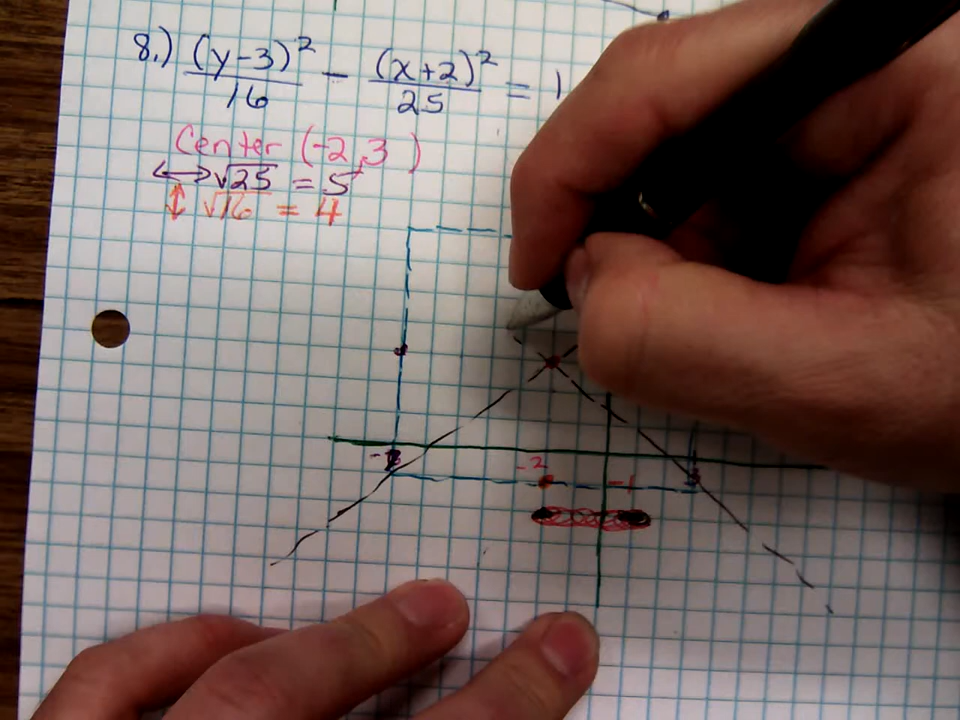 8.) (y-3)²/16 - (x+2)²/25 = 1
Center (-2,3)
↔ √25 = 5
↕ √16 = 4
-2
-1